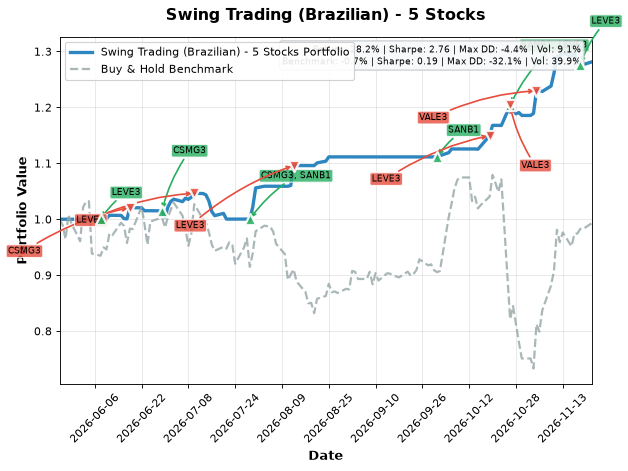 Swing Trading (Brazilian) - 5 Stocks
LEVE3
Swing Trading (Brazilian) - 5 Stocks Portfolio
Buy & Hold Benchmark
8.2% | Sharpe: 2.76 | Max DD: -4.4% | Vol: 9.1%
Benchmark: | Sharpe: 0.19 | Max DD: -32.1% | Vol: 39.9%
1.3
1.2
1.1
1.0
0.9
0.8
Portfolio Value
VALE3
SANB1
CSMG3
VALE3
CSMG3, SANB1
LEVE3
LEVE3
LEVE3
LEVE3
CSMG3
2026-06-06
2026-06-22
2026-07-08
2026-07-24
2026-08-09
2026-08-25
2026-09-10
2026-09-26
2026-10-12
2026-10-28
2026-11-13
Date